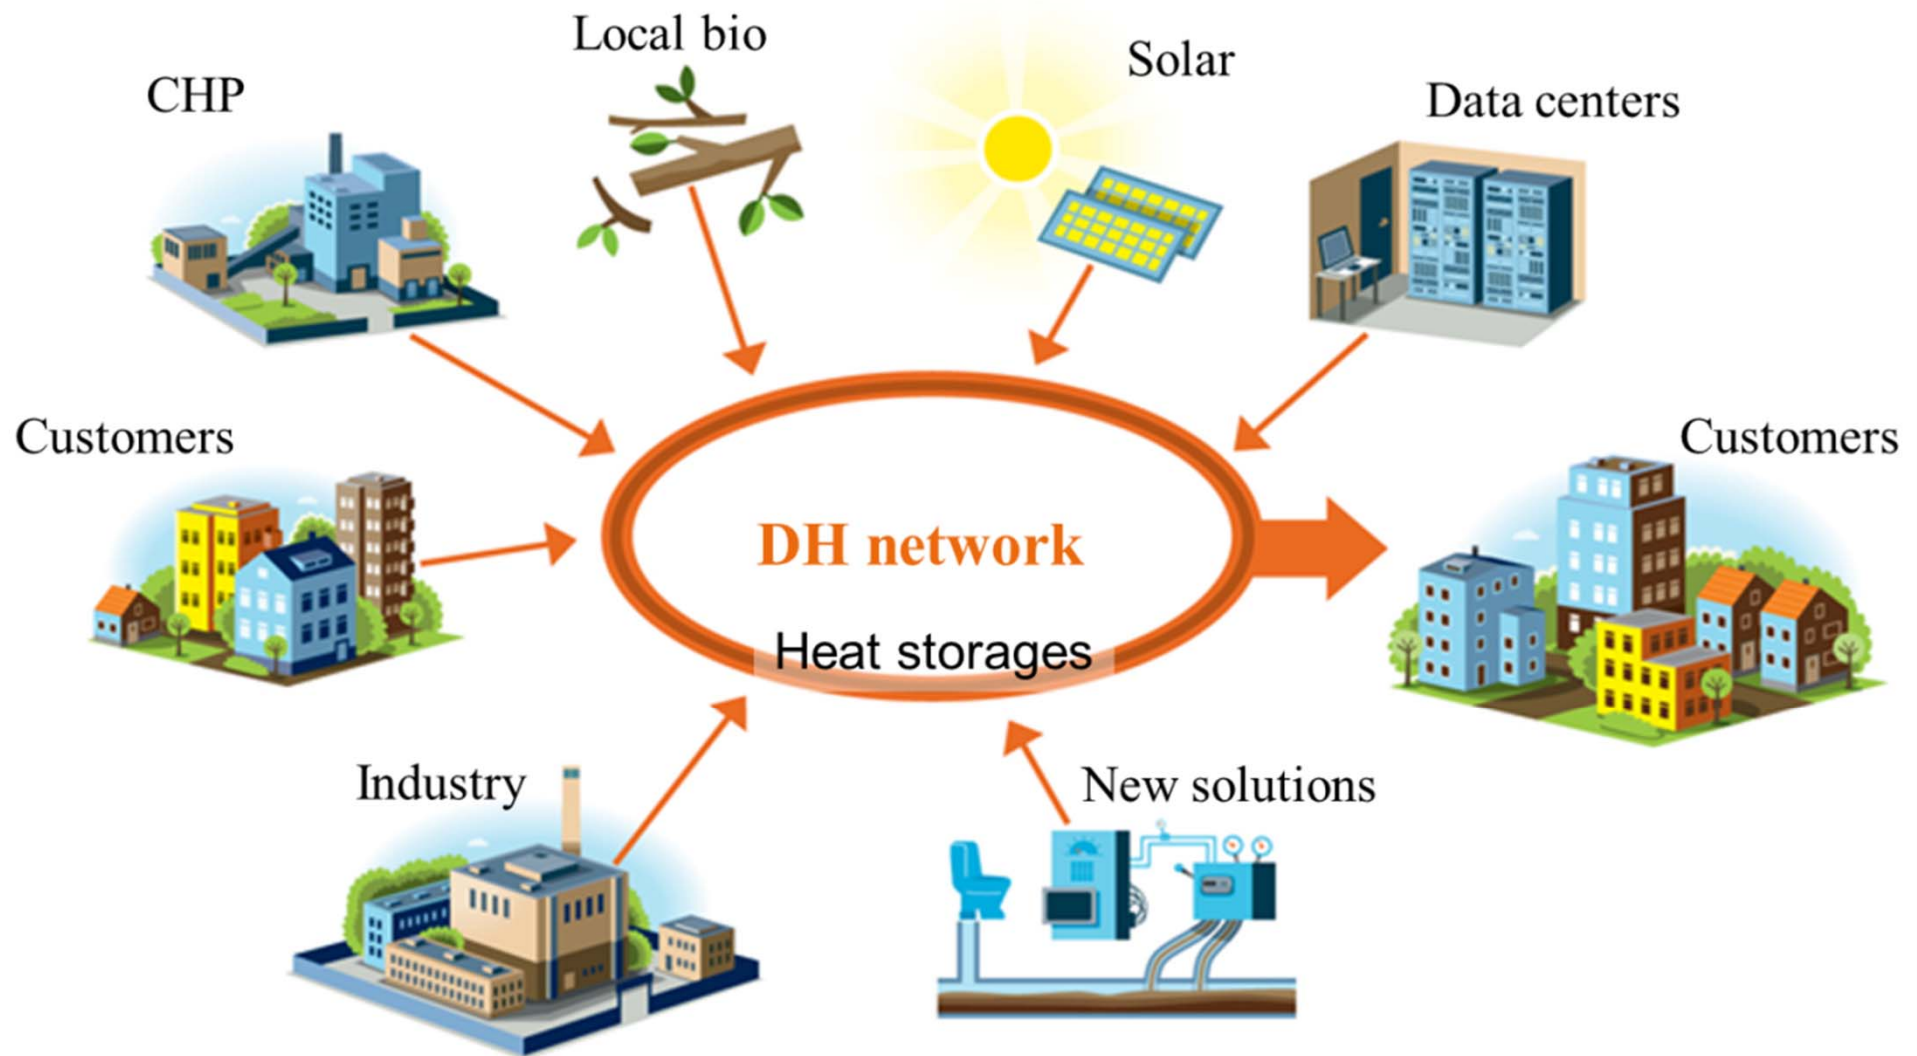 Local bio
Solar
CHP
Data centers
Customers
Customers
DH network
Heat storages
Industry
New solutions